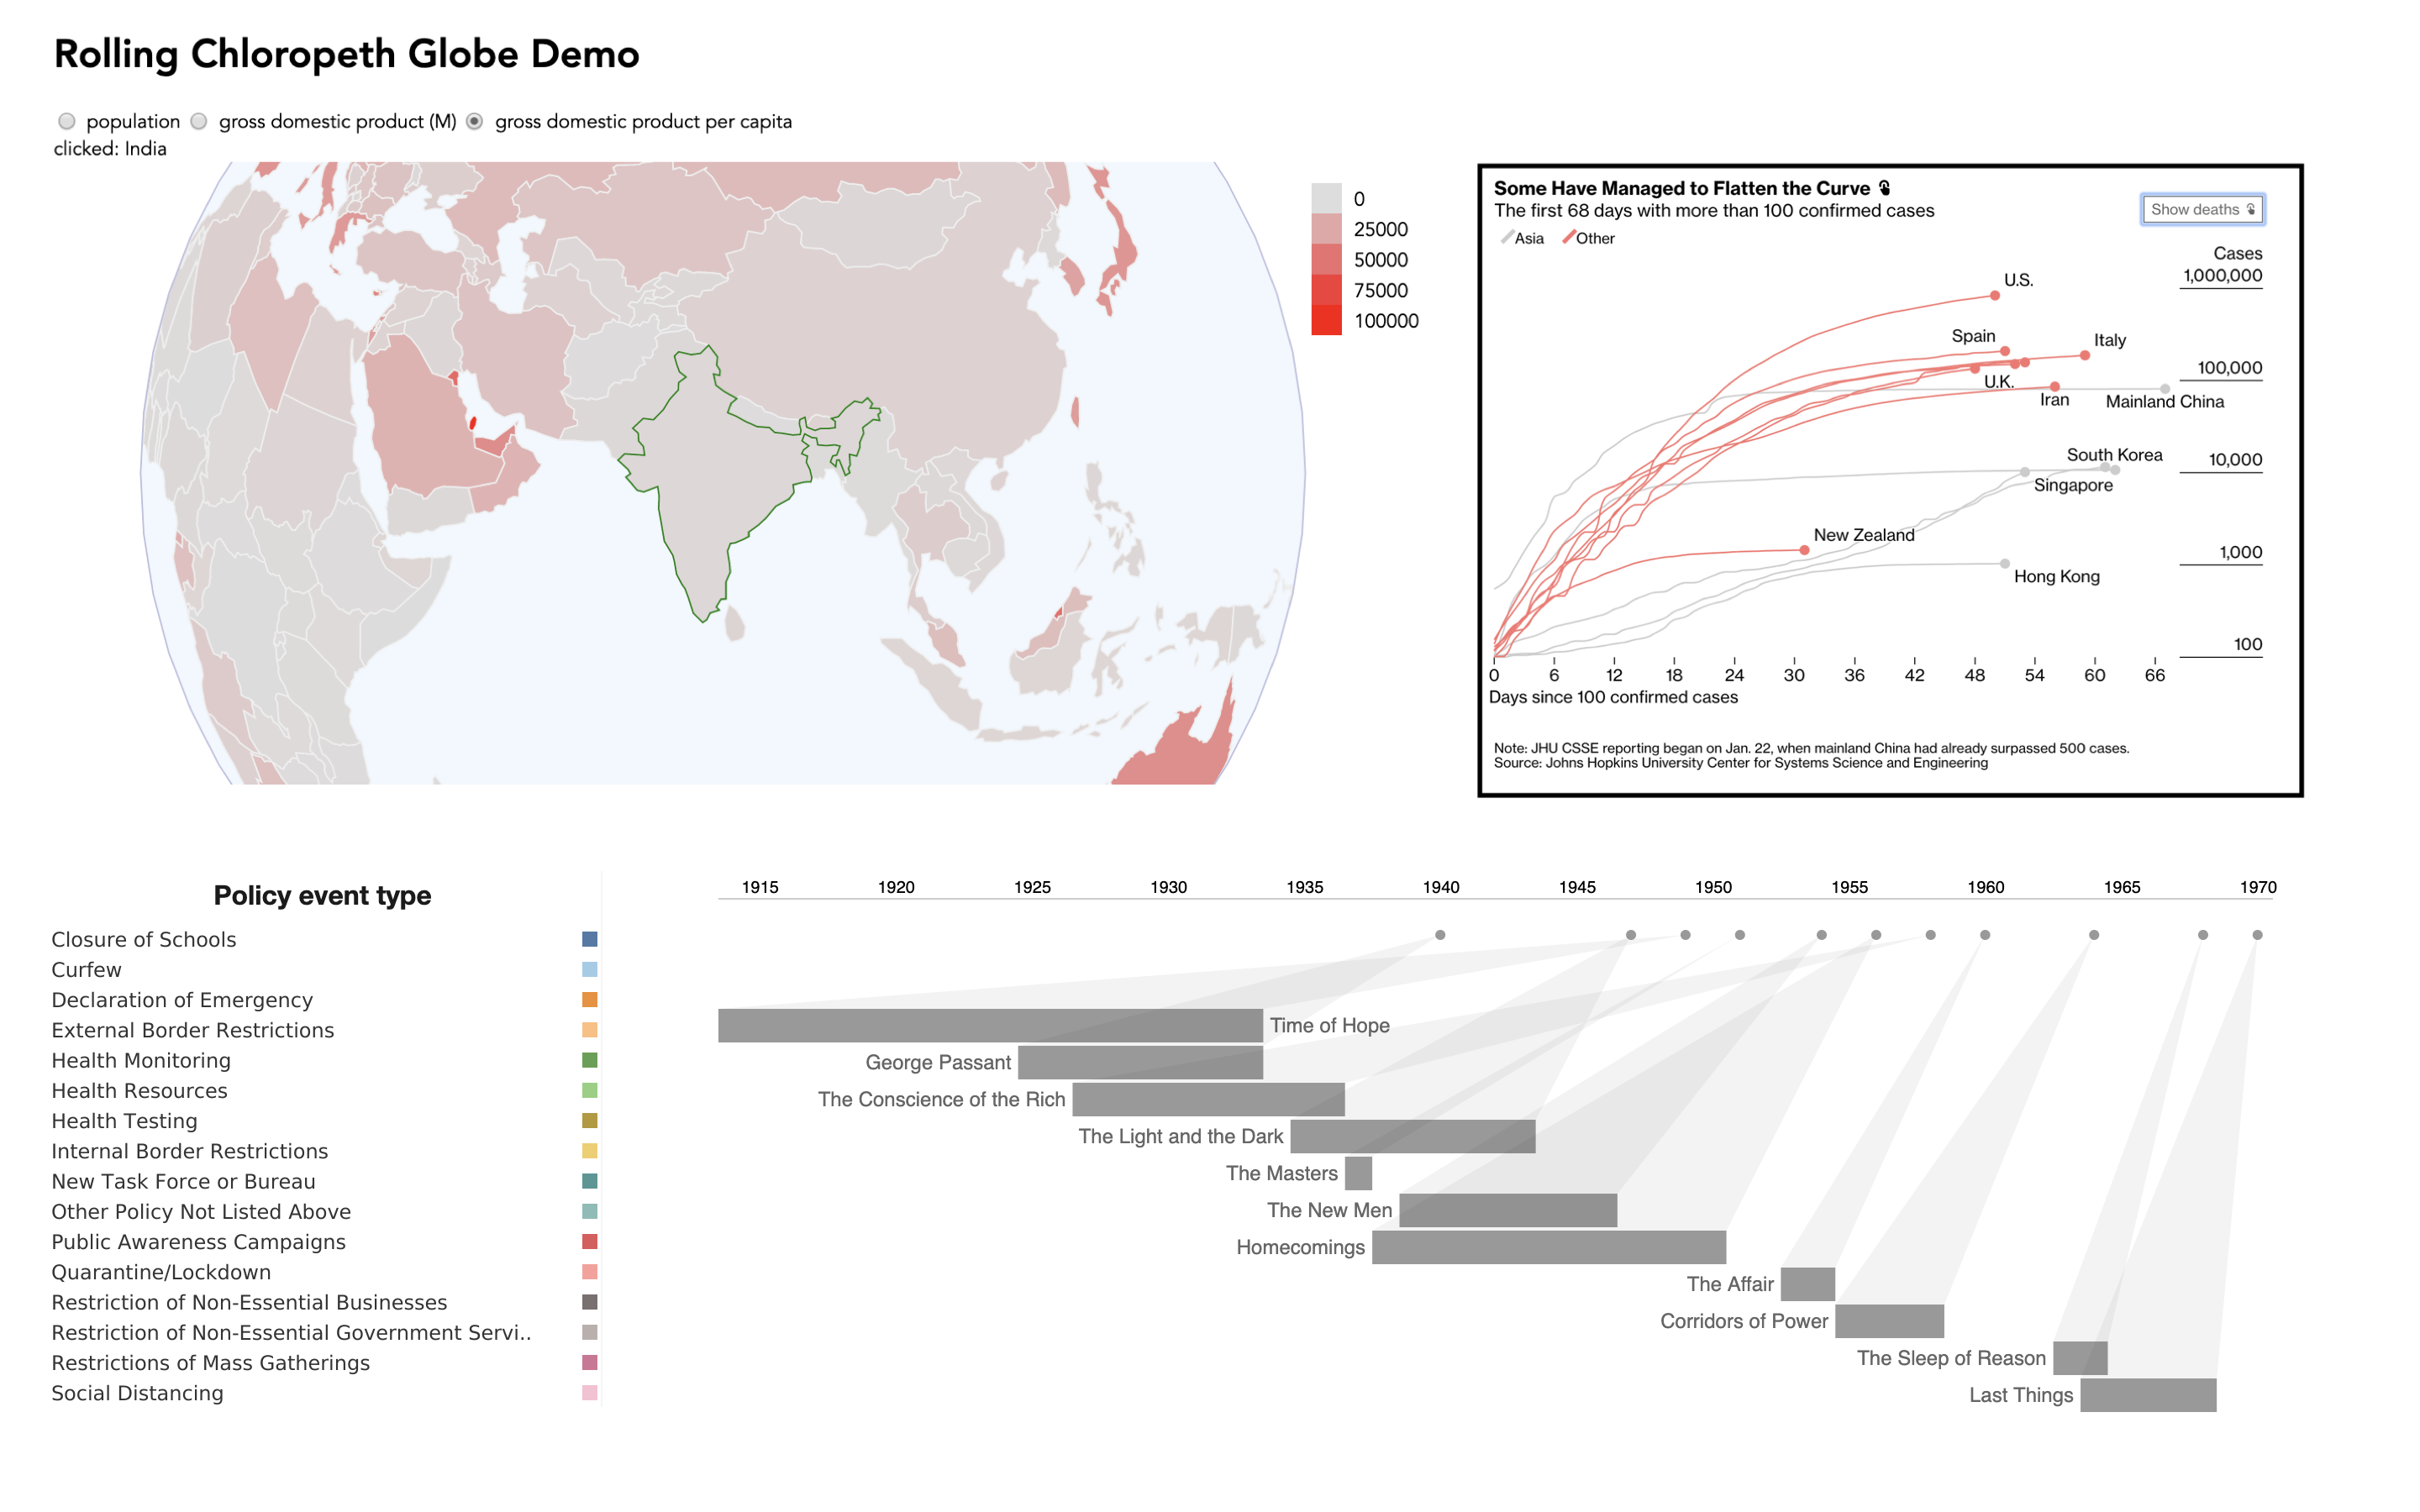 Rolling Chloropeth Globe Demo
population gross domestic product (M) gross domestic product per capita
clicked: India
0
25000
50000
75000
100000
Some Have Managed to Flatten the Curve
The first 68 days with more than 100 confirmed cases
Show deaths
Asia Other
Cases
1,000,000
100,000
10,000
1,000
100
U.S.
Spain
Italy
U.K.
Iran
Mainland China
South Korea
Singapore
New Zealand
Hong Kong
0 6 12 18 24 30 36 42 48 54 60 66
Days since 100 confirmed cases
Note: JHU CSSE reporting began on Jan. 22, when mainland China had already surpassed 500 cases.
Source: Johns Hopkins University Center for Systems Science and Engineering
Policy event type
Closure of Schools
Curfew
Declaration of Emergency
External Border Restrictions
Health Monitoring
Health Resources
Health Testing
Internal Border Restrictions
New Task Force or Bureau
Other Policy Not Listed Above
Public Awareness Campaigns
Quarantine/Lockdown
Restriction of Non-Essential Businesses
Restriction of Non-Essential Government Servi..
Restrictions of Mass Gatherings
Social Distancing
1915 1920 1925 1930 1935 1940 1945 1950 1955 1960 1965 1970
Time of Hope
George Passant
The Conscience of the Rich
The Light and the Dark
The Masters
The New Men
Homecomings
The Affair
Corridors of Power
The Sleep of Reason
Last Things